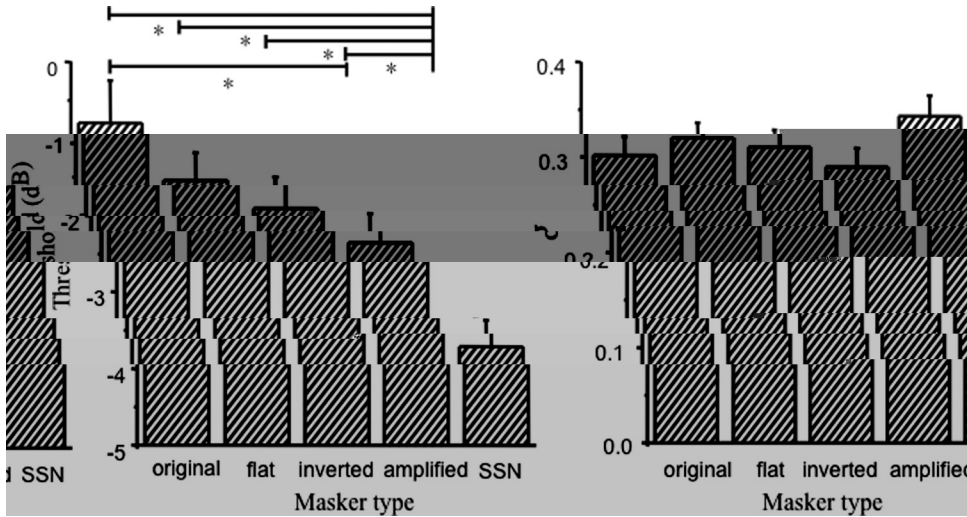 *
*
*
*
*
0
-1
-2
-3
-4
-5
Threshold (dB)
original flat inverted amplified SSN
Masker type
0.4
0.3
0.2
0.1
0.0
original flat inverted amplified
Masker type
d SSN